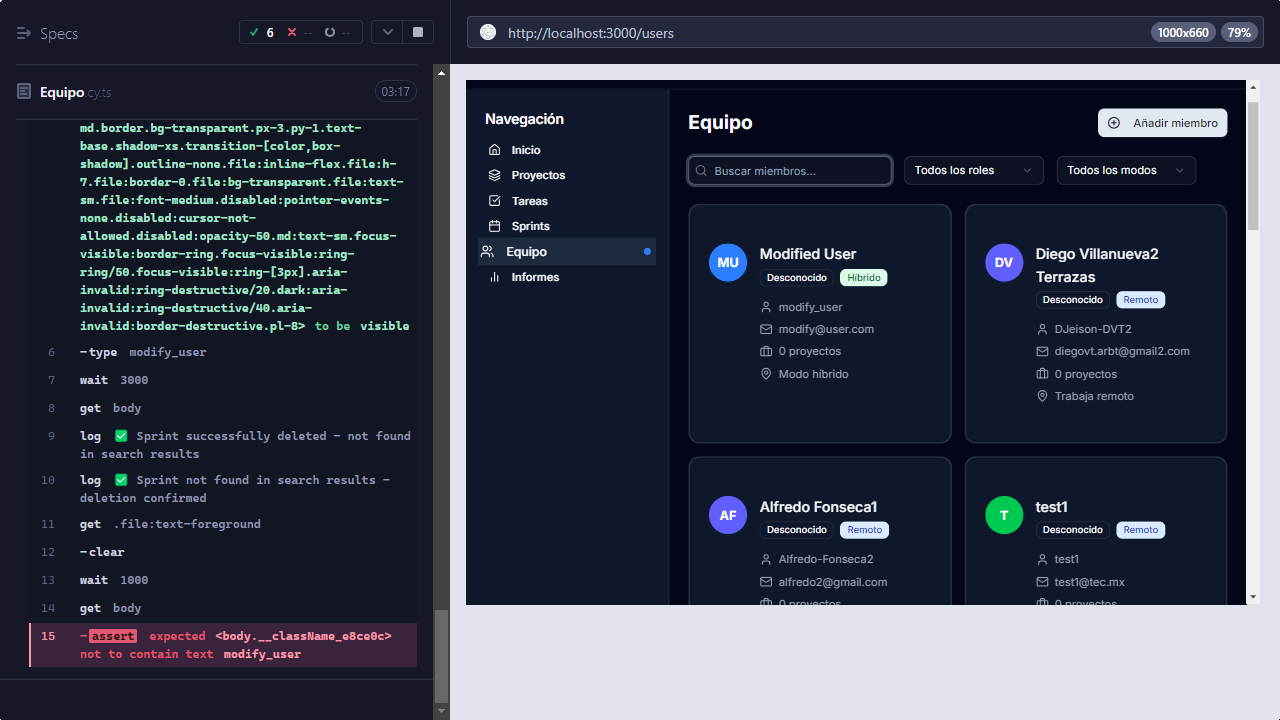 Specs
6
--
--
http://localhost:3000/users
1000x660
79%
Equipo.cy.ts
03:17
md.border.bg-transparent.px-3.py-1.text-
base.shadow-xs.transition-[color,box-
shadow].outline-none.file:inline-flex.file:h-
7.file:border-0.file:bg-transparent.file:text-
sm.file:font-medium.disabled:pointer-events-
none.disabled:cursor-not-
allowed.disabled:opacity-50.md:text-sm.focus-
visible:border-ring.focus-visible:ring-
ring/50.focus-visible:ring-[3px].aria-
invalid:ring-destructive/20.dark:aria-
invalid:ring-destructive/40.aria-
invalid:border-destructive.pl-8> to be visible
6 -type modify_user
7 wait 3000
8 get body
9 log ✅ Sprint successfully deleted - not found
in search results
10 log ✅ Sprint not found in search results -
deletion confirmed
11 get .file:text-foreground
12 -clear
13 wait 1000
14 get body
15 -assert expected <body.__className_e8ce0c>
not to contain text modify_user
Navegación
Inicio
Proyectos
Tareas
Sprints
Equipo
Informes
Equipo
Añadir miembro
Buscar miembros...
Todos los roles
Todos los modos
MU
Modified User
Desconocido
Híbrido
modify_user
modify@user.com
0 proyectos
Modo híbrido
DV
Diego Villanueva2
Terrazas
Desconocido
Remoto
DJeison-DVT2
diegovt.arbt@gmail2.com
0 proyectos
Trabaja remoto
AF
Alfredo Fonseca1
Desconocido
Remoto
Alfredo-Fonseca2
alfredo2@gmail.com
0 proyectos
T
test1
Desconocido
Remoto
test1
test1@tec.mx
0 proyectos